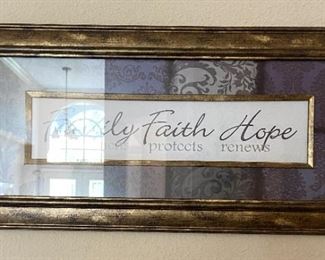 Family Faith Hope
protects renews